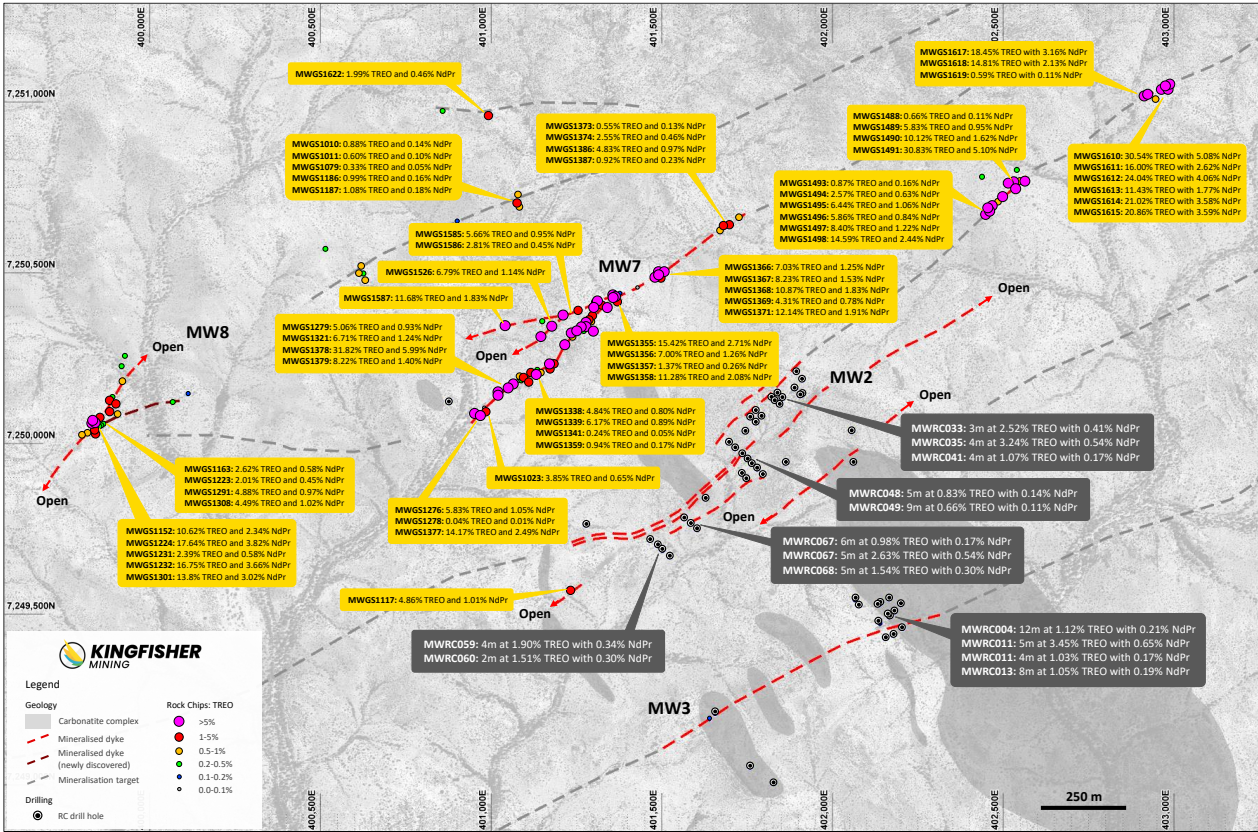 400,000E
400,500E
401,000E
401,500E
402,000E
402,500E
403,000E
7,251,000N
7,250,500N
7,250,000N
7,249,500N
MWGS1617: 18.45% TREO with 3.16% NdPr
MWGS1618: 14.81% TREO with 2.13% NdPr
MWGS1619: 0.59% TREO with 0.11% NdPr
MWGS1622: 1.99% TREO and 0.46% NdPr
MWGS1488: 0.66% TREO and 0.11% NdPr
MWGS1489: 5.83% TREO and 0.95% NdPr
MWGS1490: 10.12% TREO and 1.62% NdPr
MWGS1491: 30.83% TREO and 5.10% NdPr
MWGS1373: 0.55% TREO and 0.13% NdPr
MWGS1374: 2.55% TREO and 0.46% NdPr
MWGS1386: 4.83% TREO and 0.97% NdPr
MWGS1387: 0.92% TREO and 0.23% NdPr
MWGS1010: 0.88% TREO and 0.14% NdPr
MWGS1011: 0.60% TREO and 0.10% NdPr
MWGS1079: 0.33% TREO and 0.05% NdPr
MWGS1186: 0.99% TREO and 0.16% NdPr
MWGS1187: 1.08% TREO and 0.18% NdPr
MWGS1610: 30.54% TREO with 5.08% NdPr
MWGS1611: 16.00% TREO with 2.62% NdPr
MWGS1612: 24.04% TREO with 4.06% NdPr
MWGS1613: 11.43% TREO with 1.77% NdPr
MWGS1614: 21.02% TREO with 3.58% NdPr
MWGS1615: 20.86% TREO with 3.59% NdPr
MWGS1493: 0.87% TREO and 0.16% NdPr
MWGS1494: 2.57% TREO and 0.63% NdPr
MWGS1495: 6.44% TREO and 1.06% NdPr
MWGS1496: 5.86% TREO and 0.84% NdPr
MWGS1497: 8.40% TREO and 1.22% NdPr
MWGS1498: 14.59% TREO and 2.44% NdPr
MWGS1585: 5.66% TREO and 0.95% NdPr
MWGS1586: 2.81% TREO and 0.45% NdPr
MWGS1526: 6.79% TREO and 1.14% NdPr
MW7
MWGS1366: 7.03% TREO and 1.25% NdPr
MWGS1367: 8.23% TREO and 1.53% NdPr
MWGS1368: 10.87% TREO and 1.83% NdPr
MWGS1369: 4.31% TREO and 0.78% NdPr
MWGS1371: 12.14% TREO and 1.91% NdPr
MWGS1587: 11.68% TREO and 1.83% NdPr
Open
MW8
Open
MWGS1279: 5.06% TREO and 0.93% NdPr
MWGS1321: 6.71% TREO and 1.24% NdPr
MWGS1378: 31.82% TREO and 5.99% NdPr
MWGS1379: 8.22% TREO and 1.40% NdPr
Open
MWGS1355: 15.42% TREO and 2.71% NdPr
MWGS1356: 7.00% TREO and 1.26% NdPr
MWGS1357: 1.37% TREO and 0.26% NdPr
MWGS1358: 11.28% TREO and 2.08% NdPr
MW2
Open
MWGS1338: 4.84% TREO and 0.80% NdPr
MWGS1339: 6.17% TREO and 0.89% NdPr
MWGS1341: 0.24% TREO and 0.05% NdPr
MWGS1359: 0.94% TREO and 0.17% NdPr
MWRC033: 3m at 2.52% TREO with 0.41% NdPr
MWRC035: 4m at 3.24% TREO with 0.54% NdPr
MWRC041: 4m at 1.07% TREO with 0.17% NdPr
MWGS1163: 2.62% TREO and 0.58% NdPr
MWGS1223: 2.01% TREO and 0.45% NdPr
MWGS1291: 4.88% TREO and 0.97% NdPr
MWGS1308: 4.49% TREO and 1.02% NdPr
MWGS1023: 3.85% TREO and 0.65% NdPr
MWRC048: 5m at 0.83% TREO with 0.14% NdPr
MWRC049: 9m at 0.66% TREO with 0.11% NdPr
Open
MWGS1276: 5.83% TREO and 1.05% NdPr
MWGS1278: 0.04% TREO and 0.01% NdPr
MWGS1377: 14.17% TREO and 2.49% NdPr
Open
MWGS1152: 10.62% TREO and 2.34% NdPr
MWGS1224: 17.64% TREO and 3.82% NdPr
MWGS1231: 2.39% TREO and 0.58% NdPr
MWGS1232: 16.75% TREO and 3.66% NdPr
MWGS1301: 13.8% TREO and 3.02% NdPr
MWRC067: 6m at 0.98% TREO with 0.17% NdPr
MWRC067: 5m at 2.63% TREO with 0.54% NdPr
MWRC068: 5m at 1.54% TREO with 0.30% NdPr
MWGS1117: 4.86% TREO and 1.01% NdPr
Open
MWRC059: 4m at 1.90% TREO with 0.34% NdPr
MWRC060: 2m at 1.51% TREO with 0.30% NdPr
MWRC004: 12m at 1.12% TREO with 0.21% NdPr
MWRC011: 5m at 3.45% TREO with 0.65% NdPr
MWRC011: 4m at 1.03% TREO with 0.17% NdPr
MWRC013: 8m at 1.05% TREO with 0.19% NdPr
MW3
KINGFISHER
MINING
Legend
Geology
Carbonatite complex
Mineralised dyke
Mineralised dyke
(newly discovered)
Mineralisation target
Drilling
RC drill hole
Rock Chips: TREO
>5%
1-5%
0.5-1%
0.2-0.5%
0.1-0.2%
0.0-0.1%
250 m
400,500E
401,000E
401,500E
402,000E
402,500E
403,000E